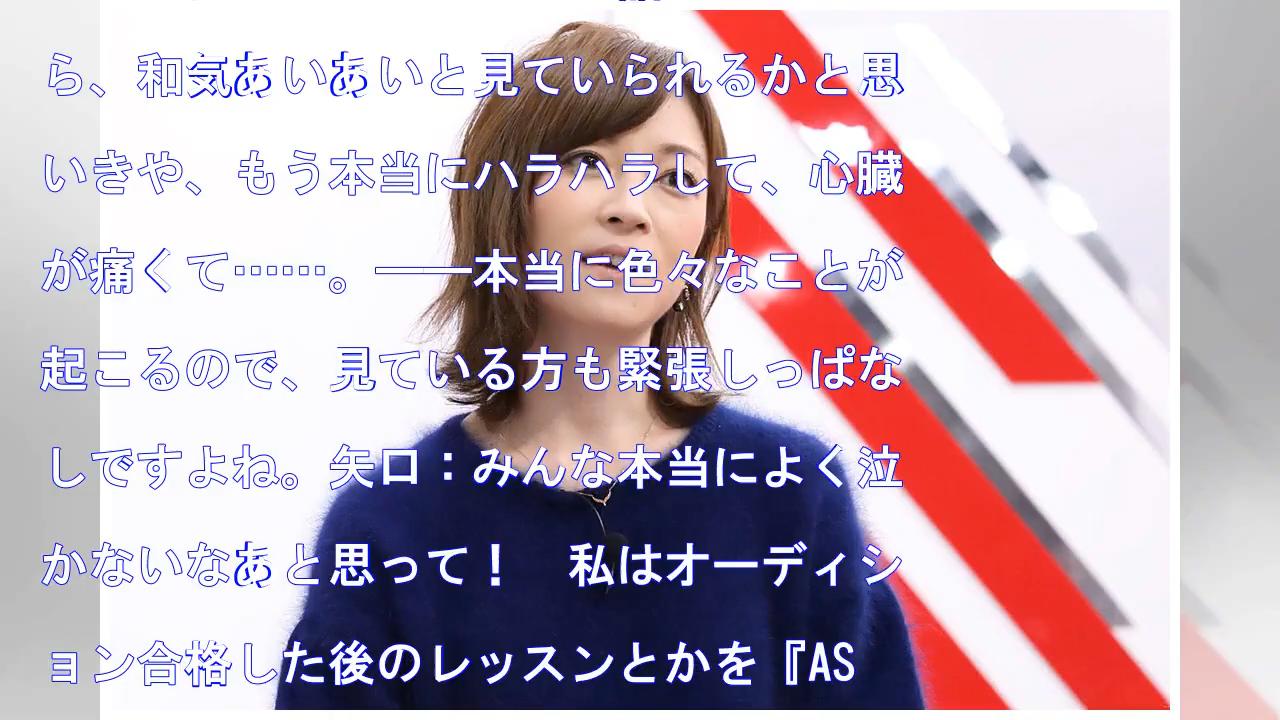 ら、和気あいあいと見ていられるかと思
いきや、もう本当にハラハラして、心臓
が痛くて……。――本当に色々なことが
起こるので、見ている方も緊張しっぱな
しですよね。矢口：みんな本当によく泣
かないなあと思って！　私はオーディシ
ョン合格した後のレッスンとかを『AS